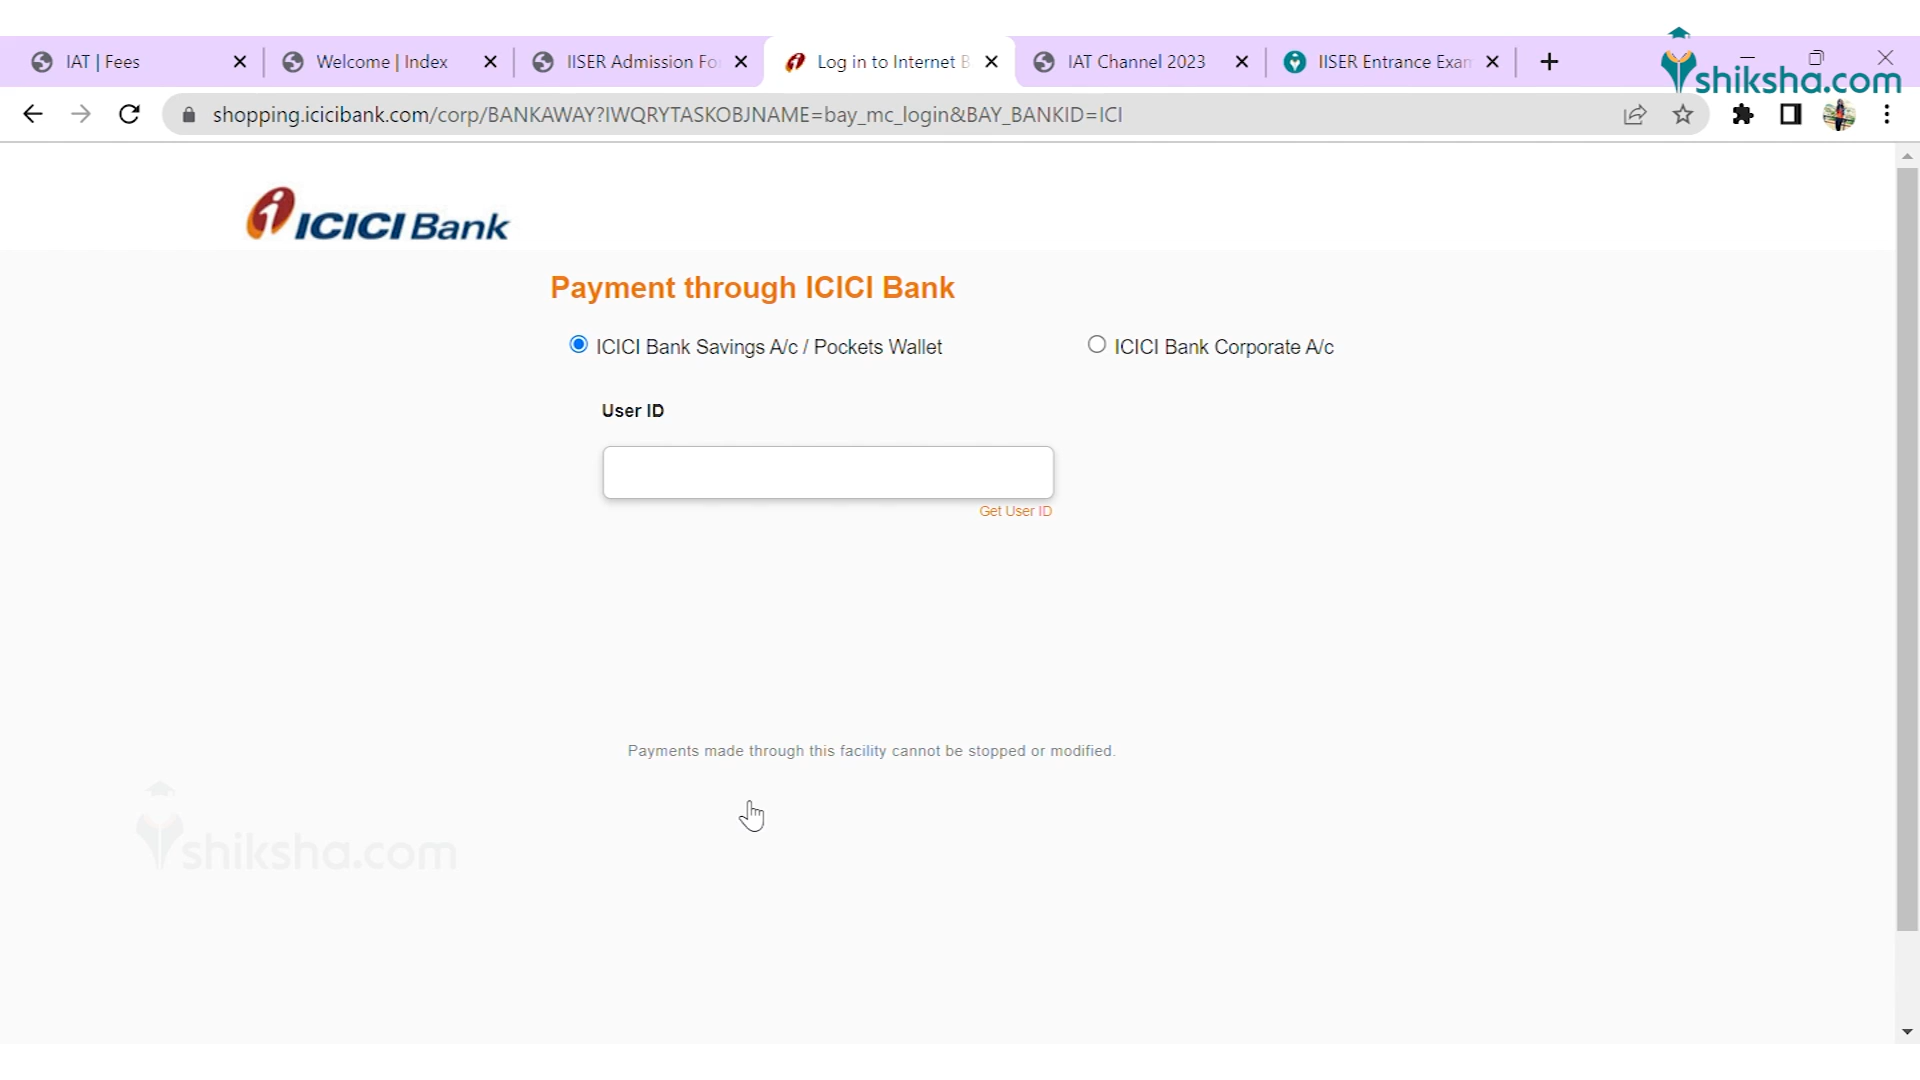 IAT | Fees
Welcome | Index
IISER Admission Fo
Log in to Internet B
IAT Channel 2023
IISER Entrance Exam
shiksha.com
shopping.icicibank.com/corp/BANKAWAY?IWQRYTASKOBJNAME=bay_mc_login&BAY_BANKID=ICI
ICICI Bank
Payment through ICICI Bank
ICICI Bank Savings A/c / Pockets Wallet
ICICI Bank Corporate A/c
User ID
Get User ID
Payments made through this facility cannot be stopped or modified.
shiksha.com